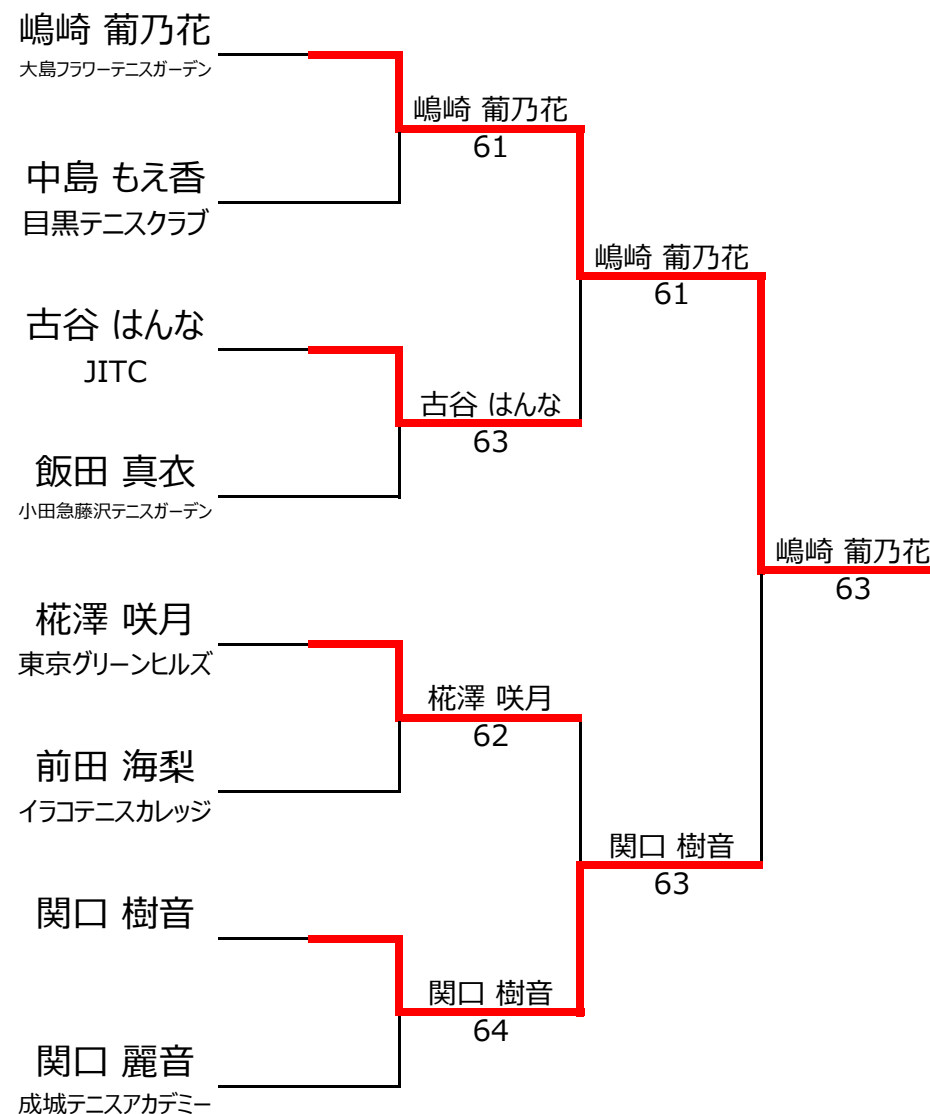 嶋崎 葡乃花
大島フラワーテニスガーデン
嶋崎 葡乃花
61
中島 もえ香
目黒テニスクラブ
嶋崎 葡乃花
61
古谷 はんな
JITC
古谷 はんな
63
飯田 真衣
小田急藤沢テニスガーデン
嶋崎 葡乃花
63
椛澤 咲月
東京グリーンヒルズ
椛澤 咲月
62
前田 海梨
イラコテニスカレッジ
関口 樹音
63
関口 樹音
関口 樹音
64
関口 麗音
成城テニスアカデミー